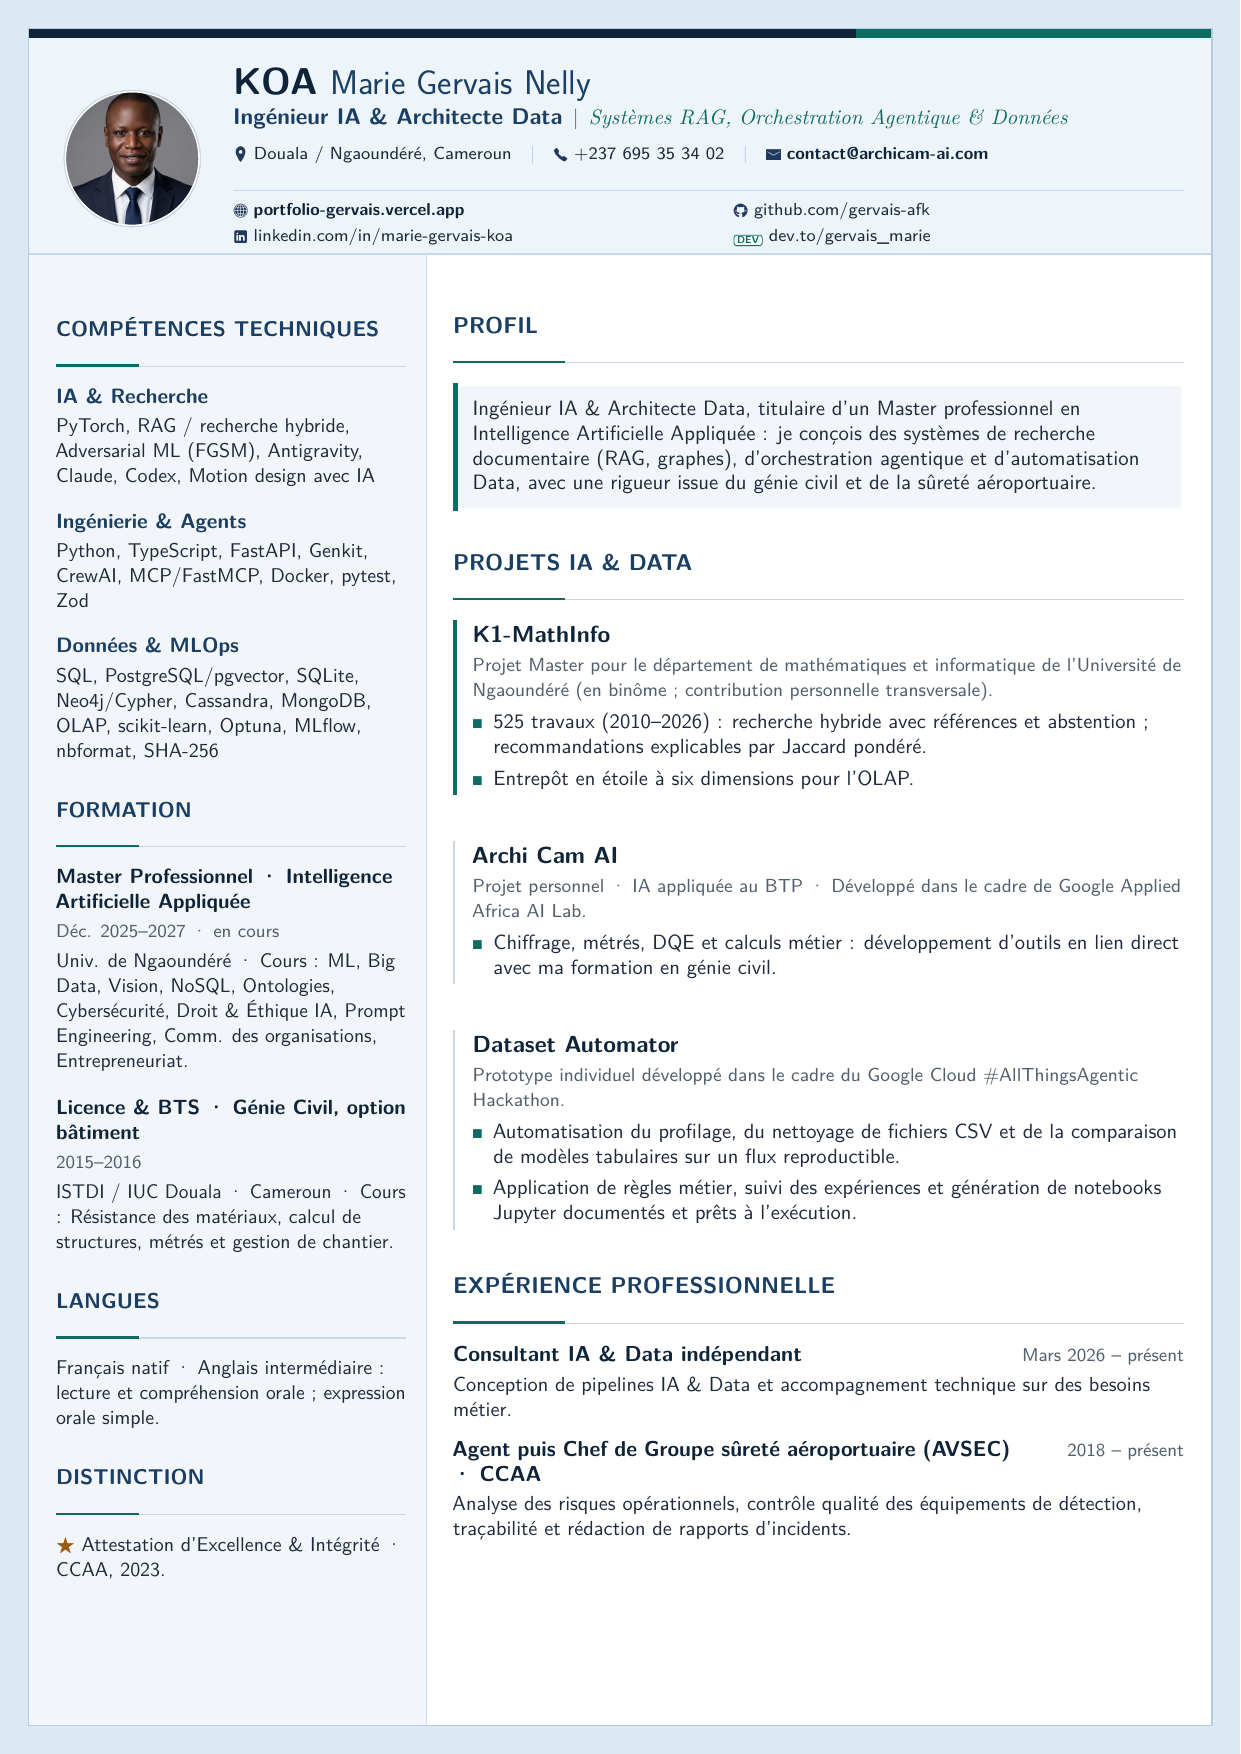 KOA Marie Gervais Nelly
Ingénieur IA & Architecte Data | Systèmes RAG, Orchestration Agentique & Données
Douala / Ngaoundéré, Cameroun | +237 695 35 34 02 | contact@archicam-ai.com
portfolio-gervais.vercel.app
github.com/gervais-afk
linkedin.com/in/marie-gervais-koa
DEV dev.to/gervais_marie
COMPÉTENCES TECHNIQUES
IA & Recherche
PyTorch, RAG / recherche hybride,
Adversarial ML (FGSM), Antigravity,
Claude, Codex, Motion design avec IA
Ingénierie & Agents
Python, TypeScript, FastAPI, Genkit,
CrewAI, MCP/FastMCP, Docker, pytest,
Zod
Données & MLOps
SQL, PostgreSQL/pgvector, SQLite,
Neo4j/Cypher, Cassandra, MongoDB,
OLAP, scikit-learn, Optuna, MLflow,
nbformat, SHA-256
FORMATION
Master Professionnel · Intelligence
Artificielle Appliquée
Déc. 2025–2027 · en cours
Univ. de Ngaoundéré · Cours : ML, Big
Data, Vision, NoSQL, Ontologies,
Cybersécurité, Droit & Éthique IA, Prompt
Engineering, Comm. des organisations,
Entrepreneuriat.
Licence & BTS · Génie Civil, option
bâtiment
2015–2016
ISTDI / IUC Douala · Cameroun · Cours
: Résistance des matériaux, calcul de
structures, métrés et gestion de chantier.
LANGUES
Français natif · Anglais intermédiaire :
lecture et compréhension orale ; expression
orale simple.
DISTINCTION
★ Attestation d'Excellence & Intégrité ·
CCAA, 2023.
PROFIL
Ingénieur IA & Architecte Data, titulaire d'un Master professionnel en
Intelligence Artificielle Appliquée : je conçois des systèmes de recherche
documentaire (RAG, graphes), d'orchestration agentique et d'automatisation
Data, avec une rigueur issue du génie civil et de la sûreté aéroportuaire.
PROJETS IA & DATA
K1-MathInfo
Projet Master pour le département de mathématiques et informatique de l'Université de
Ngaoundéré (en binôme ; contribution personnelle transversale).
■ 525 travaux (2010–2026) : recherche hybride avec références et abstention ;
recommandations explicables par Jaccard pondéré.
■ Entrepôt en étoile à six dimensions pour l'OLAP.
Archi Cam AI
Projet personnel · IA appliquée au BTP · Développé dans le cadre de Google Applied
Africa AI Lab.
■ Chiffrage, métrés, DQE et calculs métier : développement d'outils en lien direct
avec ma formation en génie civil.
Dataset Automator
Prototype individuel développé dans le cadre du Google Cloud #AllThingsAgentic
Hackathon.
■ Automatisation du profilage, du nettoyage de fichiers CSV et de la comparaison
de modèles tabulaires sur un flux reproductible.
■ Application de règles métier, suivi des expériences et génération de notebooks
Jupyter documentés et prêts à l'exécution.
EXPÉRIENCE PROFESSIONNELLE
Consultant IA & Data indépendant Mars 2026 – présent
Conception de pipelines IA & Data et accompagnement technique sur des besoins
métier.
Agent puis Chef de Groupe sûreté aéroportuaire (AVSEC) 2018 – présent
· CCAA
Analyse des risques opérationnels, contrôle qualité des équipements de détection,
traçabilité et rédaction de rapports d'incidents.